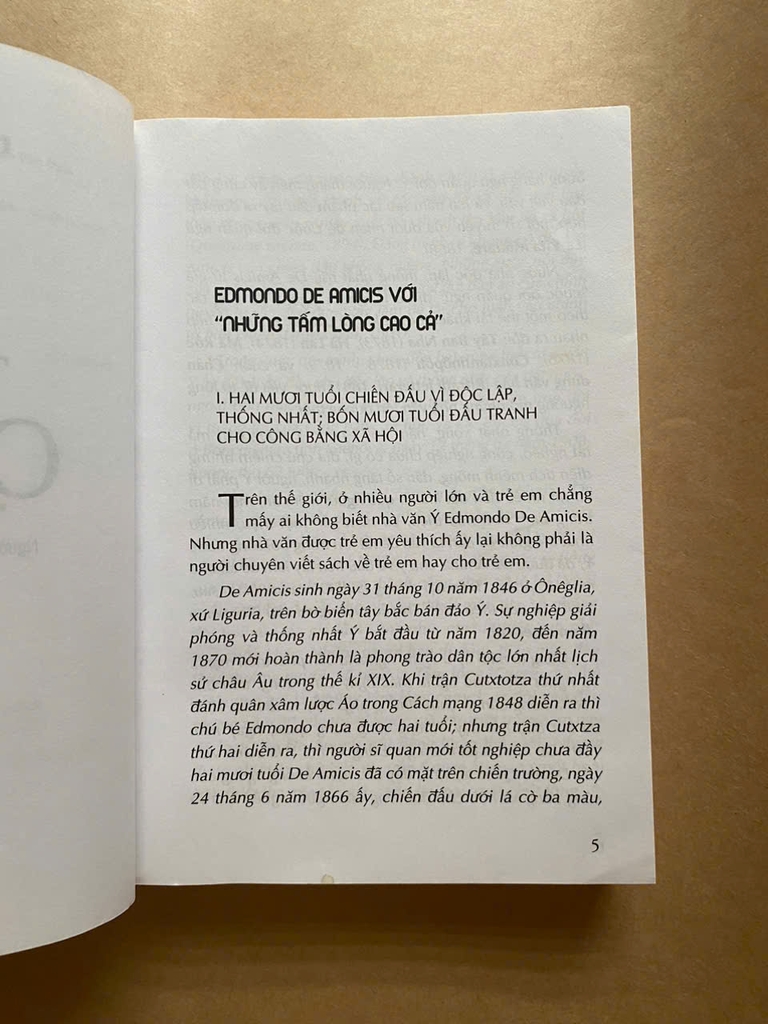 EDMONDO DE AMICIS VỚI
“NHỮNG TẤM LÒNG CAO CẢ”
I. HAI MƯƠI TUỔI CHIẾN ĐẤU VÌ ĐỘC LẬP,
THỐNG NHẤT; BỐN MƯƠI TUỔI ĐẤU TRANH
CHO CÔNG BẰNG XÃ HỘI
Trên thế giới, ở nhiều người lớn và trẻ em chẳng
mấy ai không biết nhà văn Ý Edmondo De Amicis.
Nhưng nhà văn được trẻ em yêu thích ấy lại không phải là
người chuyên viết sách về trẻ em hay cho trẻ em.
De Amicis sinh ngày 31 tháng 10 năm 1846 ở Ônêglia,
xứ Liguria, trên bờ biển tây bắc bán đảo Ý. Sự nghiệp giải
phóng và thống nhất Ý bắt đầu từ năm 1820, đến năm
1870 mới hoàn thành là phong trào dân tộc lớn nhất lịch
sử châu Âu trong thế kỉ XIX. Khi trận Cutxtotza thứ nhất
đánh quân xâm lược Áo trong Cách mạng 1848 diễn ra thì
chú bé Edmondo chưa được hai tuổi; nhưng trận Cutxtza
thứ hai diễn ra, thì người sĩ quan mới tốt nghiệp chưa đầy
hai mươi tuổi De Amicis đã có mặt trên chiến trường, ngày
24 tháng 6 năm 1866 ấy, chiến đấu dưới lá cờ ba màu,
5